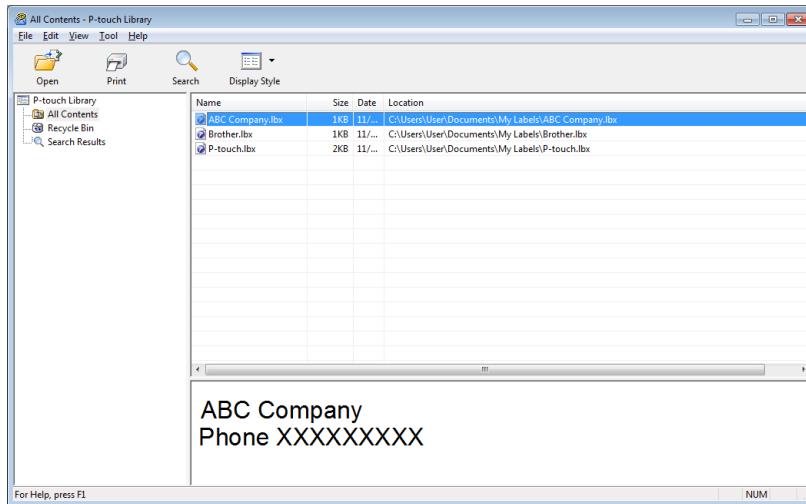 All Contents - P-touch Library
File Edit View Tool Help
Open Print Search Display Style
P-touch Library
All Contents
Recycle Bin
Search Results
Name Size Date Location
ABC Company.lbx 1KB 11/... C:\Users\User\Documents\My Labels\ABC Company.lbx
Brother.lbx 1KB 11/... C:\Users\User\Documents\My Labels\Brother.lbx
P-touch.lbx 2KB 11/... C:\Users\User\Documents\My Labels\P-touch.lbx
ABC Company
Phone XXXXXXXXX
For Help, press F1 NUM